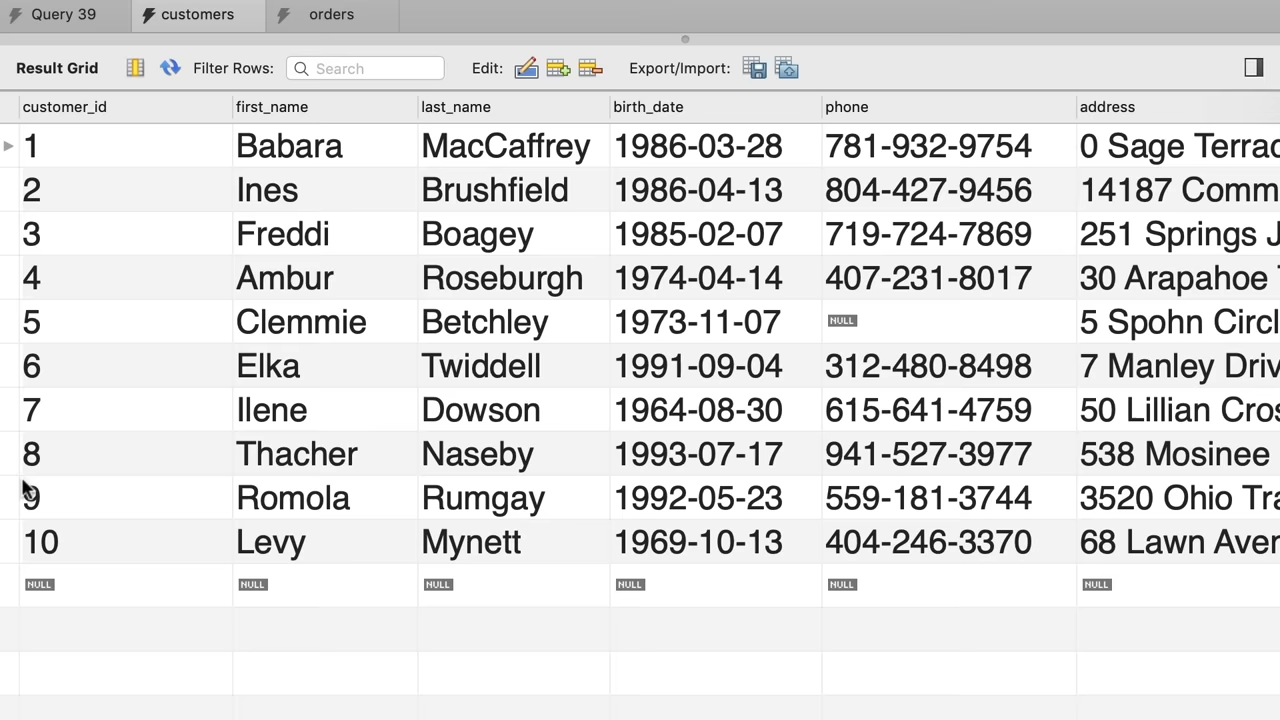 Query 39 customers orders
Result Grid Filter Rows: Search Edit: Export/Import:
customer_id first_name last_name birth_date phone address
1 Babara MacCaffrey 1986-03-28 781-932-9754 0 Sage Terrac
2 Ines Brushfield 1986-04-13 804-427-9456 14187 Comm
3 Freddi Boagey 1985-02-07 719-724-7869 251 Springs J
4 Ambur Roseburgh 1974-04-14 407-231-8017 30 Arapahoe T
5 Clemmie Betchley 1973-11-07 NULL 5 Spohn Circl
6 Elka Twiddell 1991-09-04 312-480-8498 7 Manley Driv
7 Ilene Dowson 1964-08-30 615-641-4759 50 Lillian Cros
8 Thacher Naseby 1993-07-17 941-527-3977 538 Mosinee
9 Romola Rumgay 1992-05-23 559-181-3744 3520 Ohio Tra
10 Levy Mynett 1969-10-13 404-246-3370 68 Lawn Aven
NULL NULL NULL NULL NULL NULL